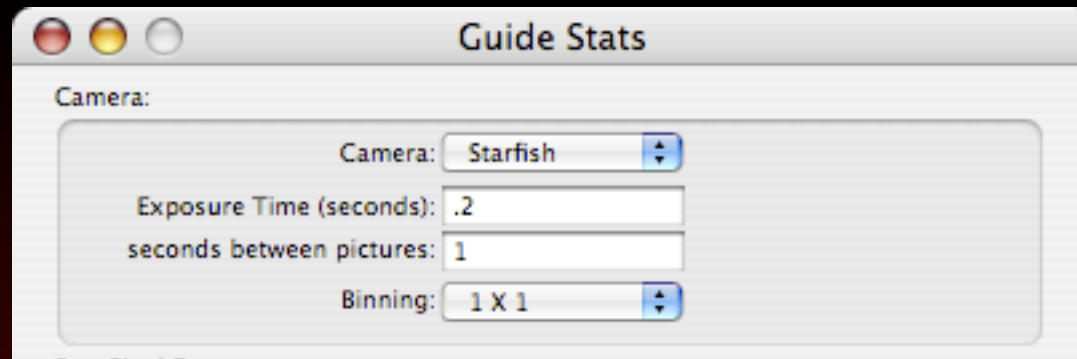 Guide Stats
Camera:
Camera: Starfish
Exposure Time (seconds): .2
seconds between pictures: 1
Binning: 1 X 1